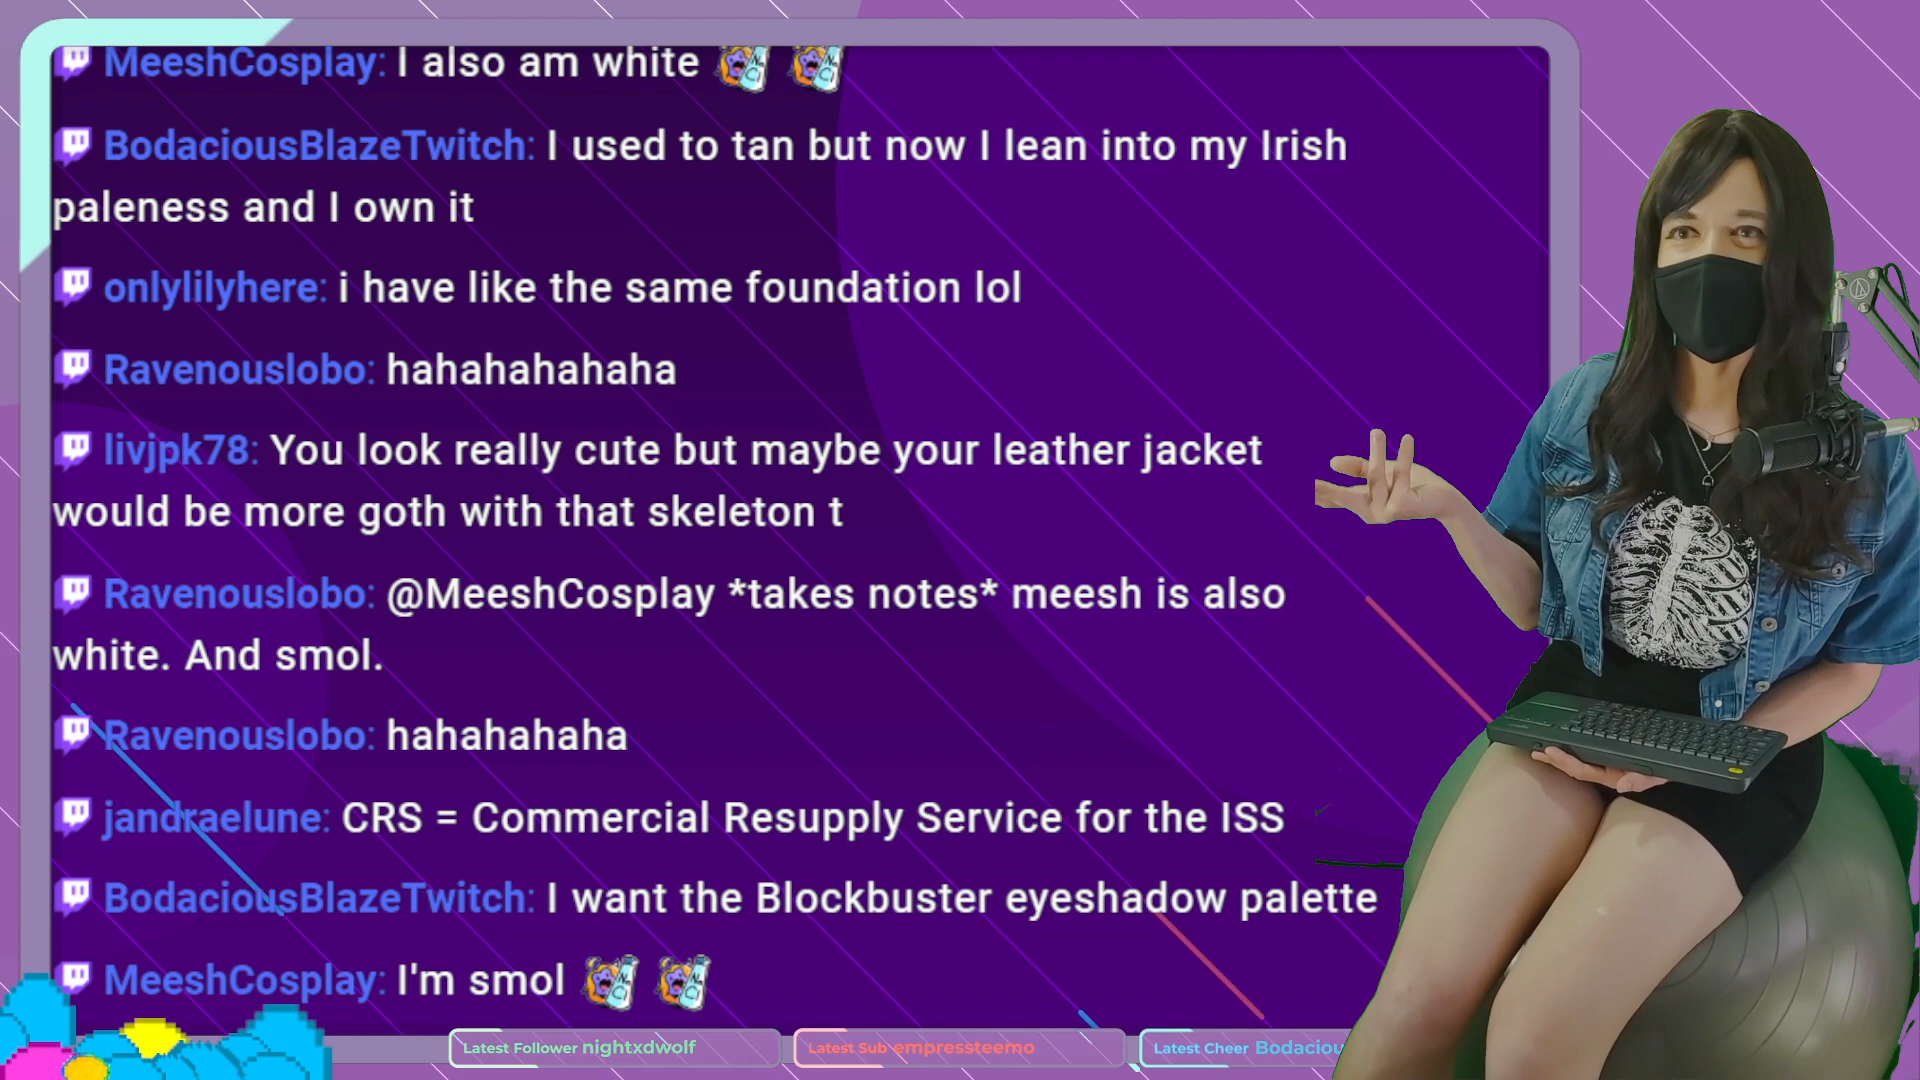 MeeshCosplay: I also am white
BodaciousBlazeTwitch: I used to tan but now I lean into my Irish
paleness and I own it
onlylilyhere: i have like the same foundation lol
Ravenouslobo: hahahahahaha
livjpk78: You look really cute but maybe your leather jacket
would be more goth with that skeleton t
Ravenouslobo: @MeeshCosplay *takes notes* meesh is also
white. And smol.
Ravenouslobo: hahahahaha
jandraelune: CRS = Commercial Resupply Service for the ISS
BodaciousBlazeTwitch: I want the Blockbuster eyeshadow palette
MeeshCosplay: I'm smol
Latest Follower nightxdwolf
Latest Sub empressteemo
Latest Cheer Bodaciou